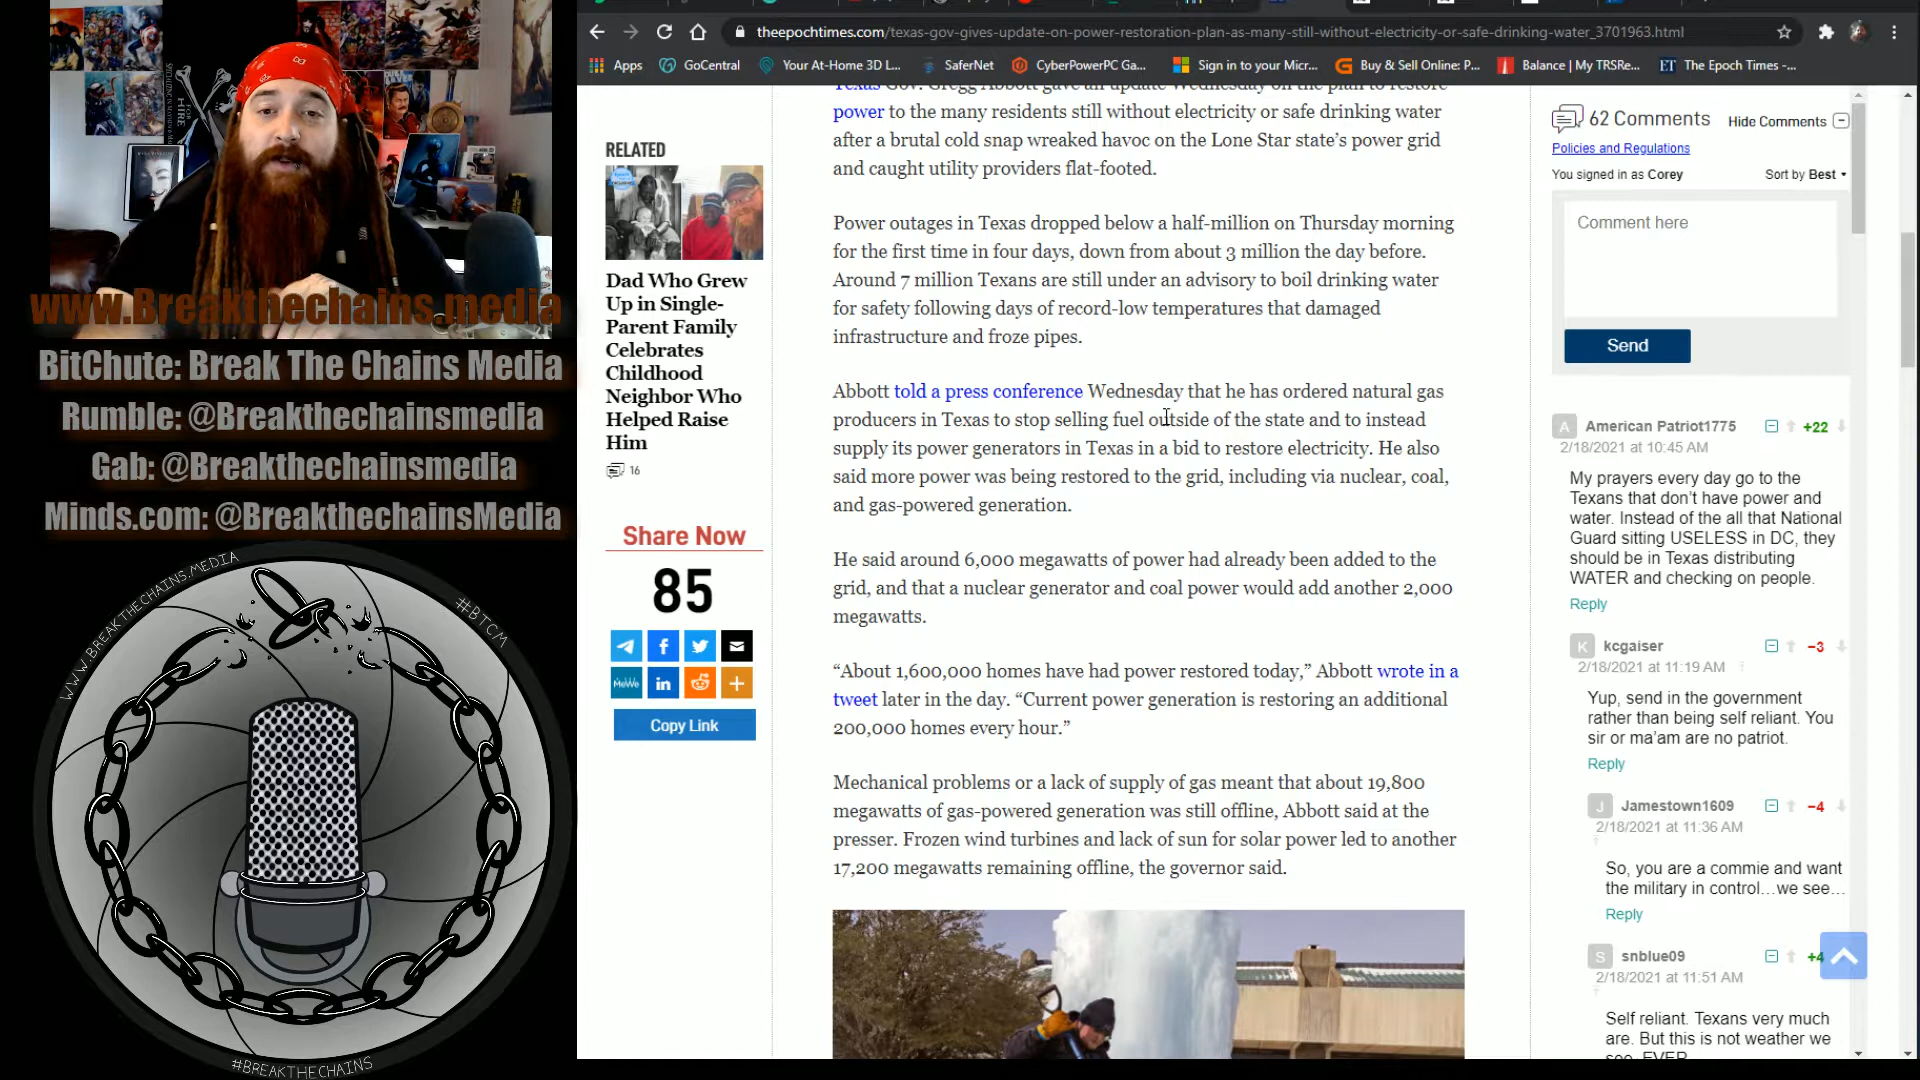 FOR
HIRE
www.Breakthechains.media
BitChute: Break The Chains Media
Rumble: @Breakthechainsmedia
Gab: @Breakthechainsmedia
Minds.com: @BreakthechainsMedia
WWW.BREAKTHECHAINS.MEDIA
#BTCM
#BREAKTHECHAINS
theepochtimes.com/texas-gov-gives-update-on-power-restoration-plan-as-many-still-without-electricity-or-safe-drinking-water_3701963.html
Apps GoCentral Your At-Home 3D L... SaferNet CyberPowerPC Ga... Sign in to your Micr... Buy & Sell Online: P... Balance | My TRSRe... ET The Epoch Times -...
RELATED
Dad Who Grew
Up in Single-
Parent Family
Celebrates
Childhood
Neighbor Who
Helped Raise
Him
16
Share Now
85
MeWe
Copy Link
Texas Gov. Gregg Abbott gave an update Wednesday on the plan to restore
power to the many residents still without electricity or safe drinking water
after a brutal cold snap wreaked havoc on the Lone Star state’s power grid
and caught utility providers flat-footed.
Power outages in Texas dropped below a half-million on Thursday morning
for the first time in four days, down from about 3 million the day before.
Around 7 million Texans are still under an advisory to boil drinking water
for safety following days of record-low temperatures that damaged
infrastructure and froze pipes.
Abbott told a press conference Wednesday that he has ordered natural gas
producers in Texas to stop selling fuel outside of the state and to instead
supply its power generators in Texas in a bid to restore electricity. He also
said more power was being restored to the grid, including via nuclear, coal,
and gas-powered generation.
He said around 6,000 megawatts of power had already been added to the
grid, and that a nuclear generator and coal power would add another 2,000
megawatts.
“About 1,600,000 homes have had power restored today,” Abbott wrote in a
tweet later in the day. “Current power generation is restoring an additional
200,000 homes every hour.”
Mechanical problems or a lack of supply of gas meant that about 19,800
megawatts of gas-powered generation was still offline, Abbott said at the
presser. Frozen wind turbines and lack of sun for solar power led to another
17,200 megawatts remaining offline, the governor said.
62 Comments Hide Comments
Policies and Regulations
You signed in as Corey Sort by Best
Comment here
Send
A American Patriot1775 +22
2/18/2021 at 10:45 AM
My prayers every day go to the
Texans that don’t have power and
water. Instead of the all that National
Guard sitting USELESS in DC, they
should be in Texas distributing
WATER and checking on people.
Reply
K kcgaiser −3
2/18/2021 at 11:19 AM
Yup, send in the government
rather than being self reliant. You
sir or ma’am are no patriot.
Reply
J Jamestown1609 −4
2/18/2021 at 11:36 AM
So, you are a commie and want
the military in control…we see…
Reply
S snblue09 +4
2/18/2021 at 11:51 AM
Self reliant. Texans very much
are. But this is not weather we
see. EVER